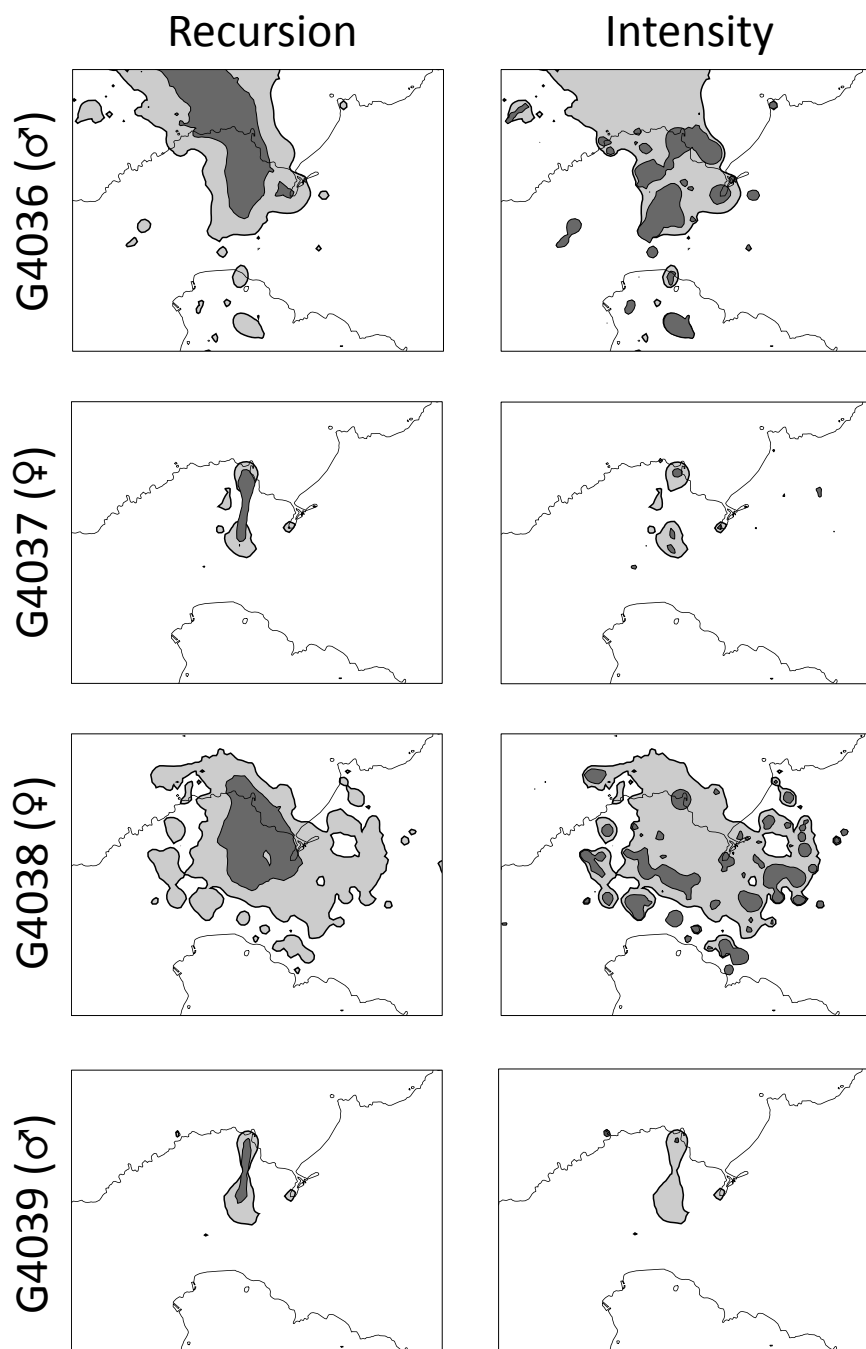 Recursion Intensity
G4036 (♂)
G4037 (♀)
G4038 (♀)
G4039 (♂)